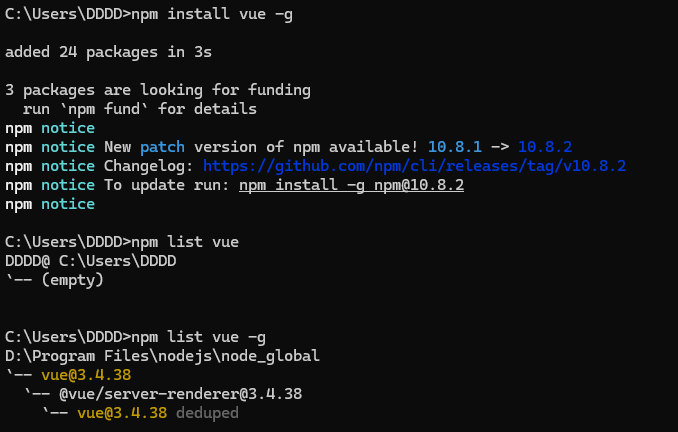 C:\Users\DDDD>npm install vue -g
added 24 packages in 3s
3 packages are looking for funding
  run `npm fund` for details
npm notice
npm notice New patch version of npm available! 10.8.1 -> 10.8.2
npm notice Changelog: https://github.com/npm/cli/releases/tag/v10.8.2
npm notice To update run: npm install -g npm@10.8.2
npm notice
C:\Users\DDDD>npm list vue
DDDD@ C:\Users\DDDD
`-- (empty)
C:\Users\DDDD>npm list vue -g
D:\Program Files\nodejs\node_global
`-- vue@3.4.38
  `-- @vue/server-renderer@3.4.38
    `-- vue@3.4.38 deduped